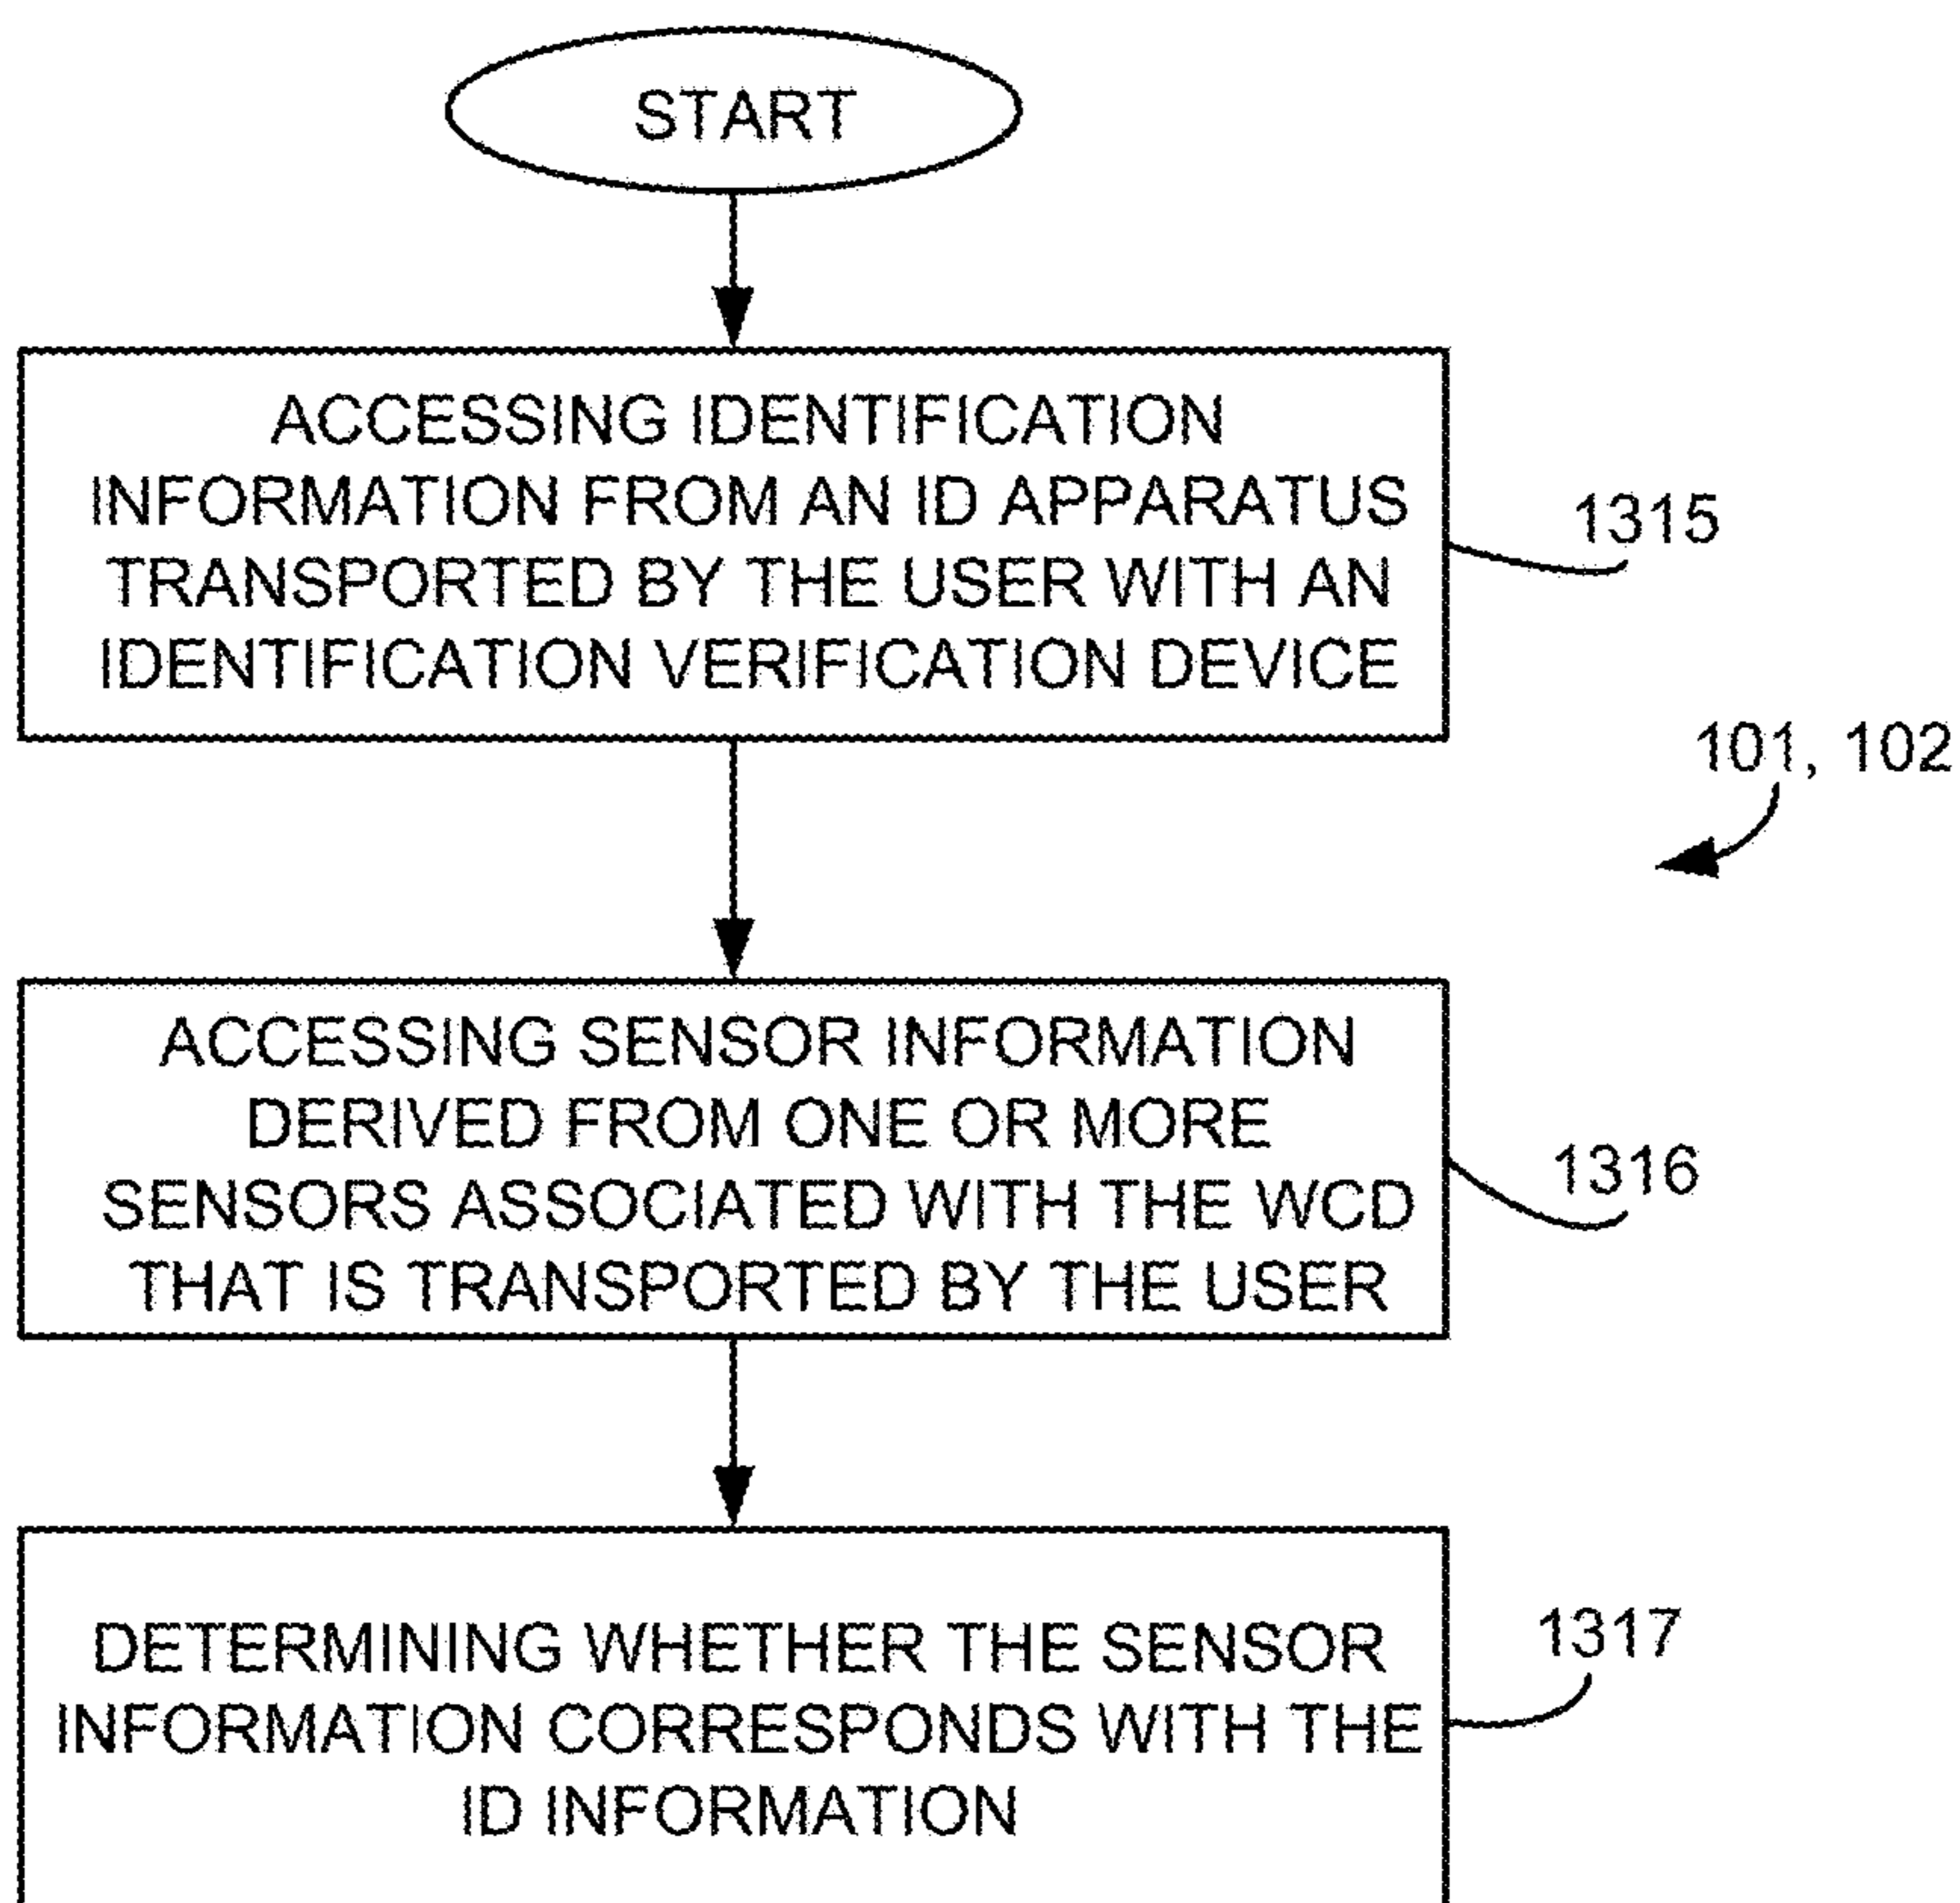 START
ACCESSING IDENTIFICATION
INFORMATION FROM AN ID APPARATUS
TRANSPORTED BY THE USER WITH AN
IDENTIFICATION VERIFICATION DEVICE
1315
101, 102
ACCESSING SENSOR INFORMATION
DERIVED FROM ONE OR MORE
SENSORS ASSOCIATED WITH THE WCD
THAT IS TRANSPORTED BY THE USER
1316
DETERMINING WHETHER THE SENSOR
INFORMATION CORRESPONDS WITH THE
ID INFORMATION
1317